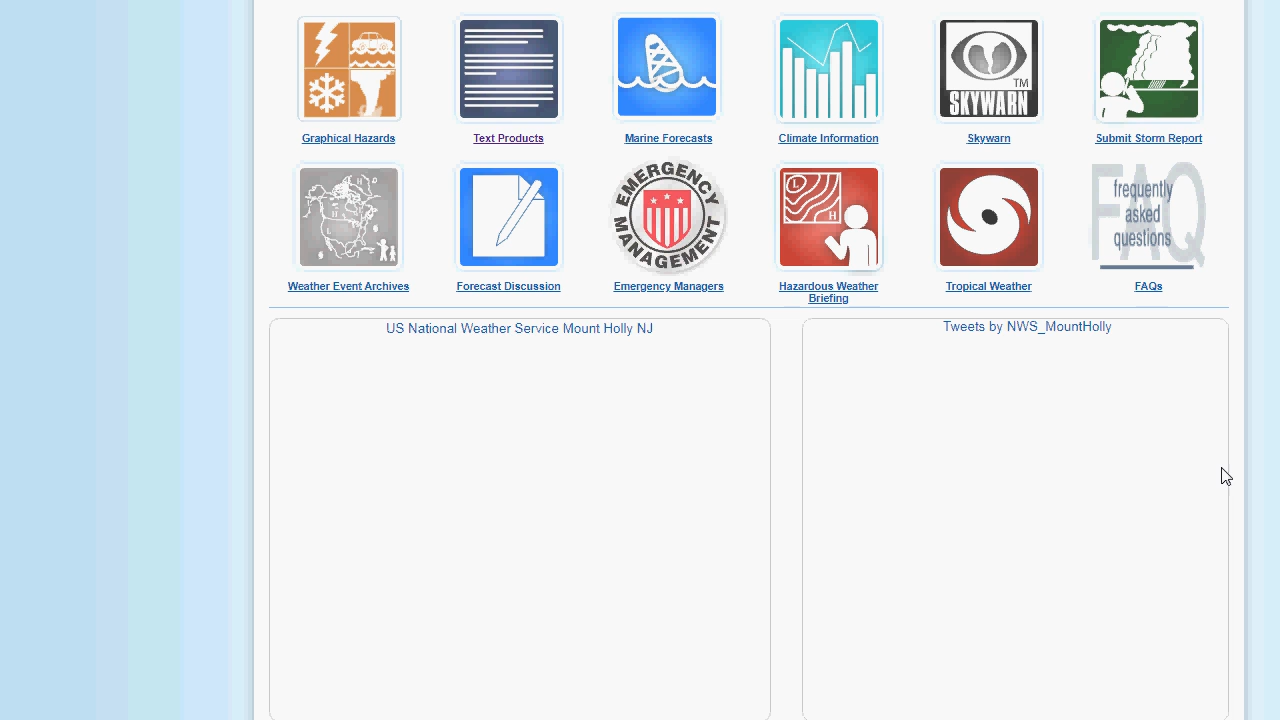 TM
SKYWARN
Graphical Hazards
Text Products
Marine Forecasts
Climate Information
Skywarn
Submit Storm Report
EMERGENCY
MANAGEMENT
L
H
FAQ
frequently
asked
questions
Weather Event Archives
Forecast Discussion
Emergency Managers
Hazardous Weather
Briefing
Tropical Weather
FAQs
US National Weather Service Mount Holly NJ
Tweets by NWS_MountHolly